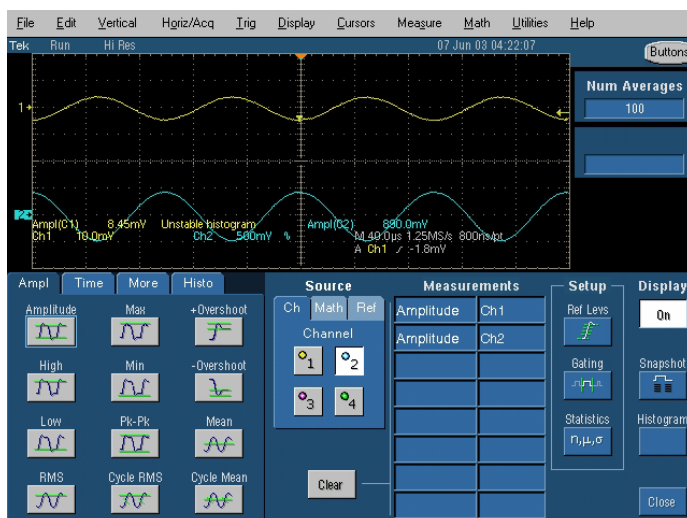 File Edit Vertical Horiz/Acq Trig Display Cursors Measure Math Utilities Help
Tek Run Hi Res 07 Jun 03 04:22:07
Buttons
Num Averages
100
1
2
Ampl(C1) 8.45mV Unstable histogram Ampl(C2) 890.0mV
Ch1 10.0mV Ch2 500mV M 40.0µs 1.25MS/s 800ns/pt
A Ch1 -1.8mV
Ampl Time More Histo
Amplitude Max +Overshoot
High Min -Overshoot
Low Pk-Pk Mean
RMS Cycle RMS Cycle Mean
Source
Ch Math Ref
Channel
1 2
3 4
Clear
Measurements
Amplitude Ch1
Amplitude Ch2
Setup
Ref Levs
Gating
Statistics
n,µ,σ
Display
On
Snapshot
Histogram
Close